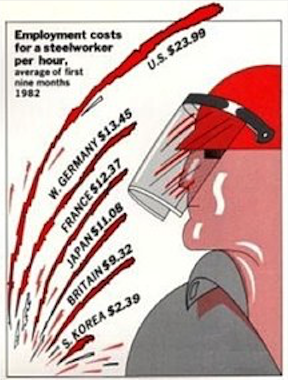 Employment costs
for a steelworker
per hour,
average of first
nine months
1982
U.S. $23.99
W. GERMANY $13.45
FRANCE $12.37
JAPAN $11.08
BRITAIN $9.32
S. KOREA $2.39